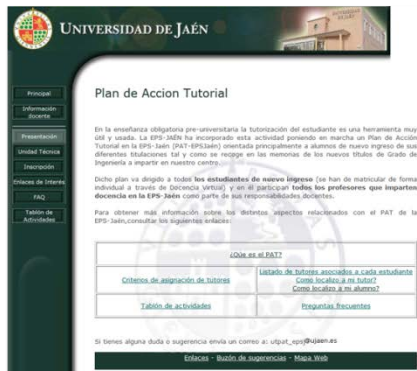 UNIVERSIDAD DE JAÉN
Principal
Información
docente
Presentación
Unidad Técnica
Inscripción
Enlaces de Interés
FAQ
Tablón de
Actividades
Plan de Accion Tutorial
En la enseñanza obligatoria pre-universitaria la tutorización del estudiante es una herramienta muy
útil y usada. La EPS-JAÉN ha incorporado esta actividad poniendo en marcha un Plan de Acción
Tutorial en la EPS-Jaén (PAT-EPSJaén) orientada principalmente a alumnos de nuevo ingreso de sus
diferentes titulaciones tal y como se recoge en las memorias de los nuevos títulos de Grado de
Ingeniería a impartir en nuestro centro.
Dicho plan va dirigido a todos los estudiantes de nuevo ingreso (se han de matricular de forma
individual a través de Docencia Virtual) y en él participan todos los profesores que imparten
docencia en la EPS-Jaén como parte de sus responsabilidades docentes.
Para obtener más información sobre los distintos aspectos relacionados con el PAT de la
EPS-Jaén,consultar los siguientes enlaces:
¿Qúe es el PAT?
Criterios de asignación de tutores
Listado de tutores asociados a cada estudiante
Como localizo a mi tutor?
Como localizo a mi alumno?
Tablón de actividades
Preguntas frecuentes
Si tienes alguna duda o sugerencia envía un correo a: utpat_epsj@ujaen.es
Enlaces - Buzón de sugerencias - Mapa Web